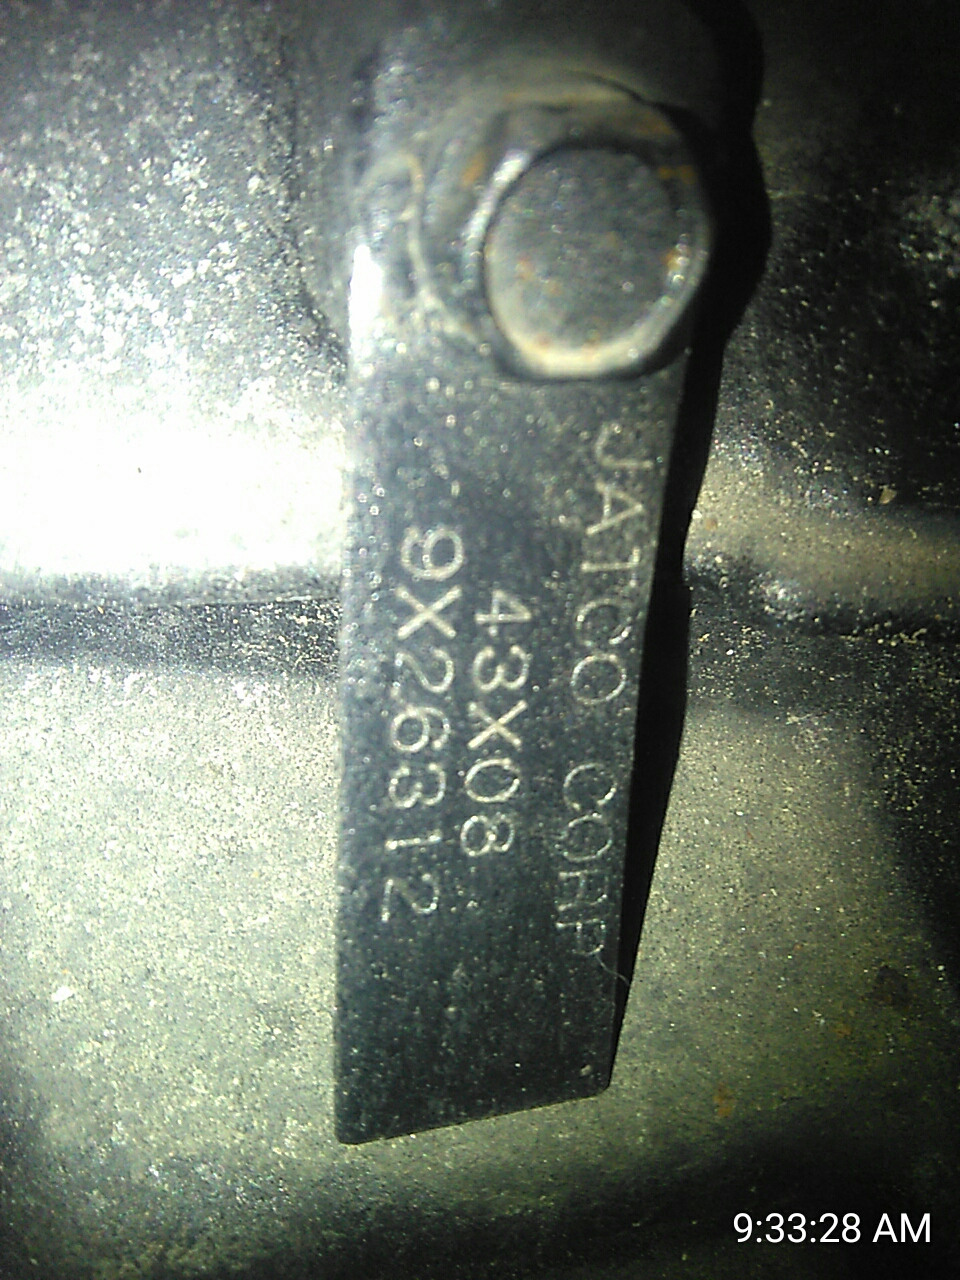 JATCO CORP
43X08
9X26312
9:33:28 AM